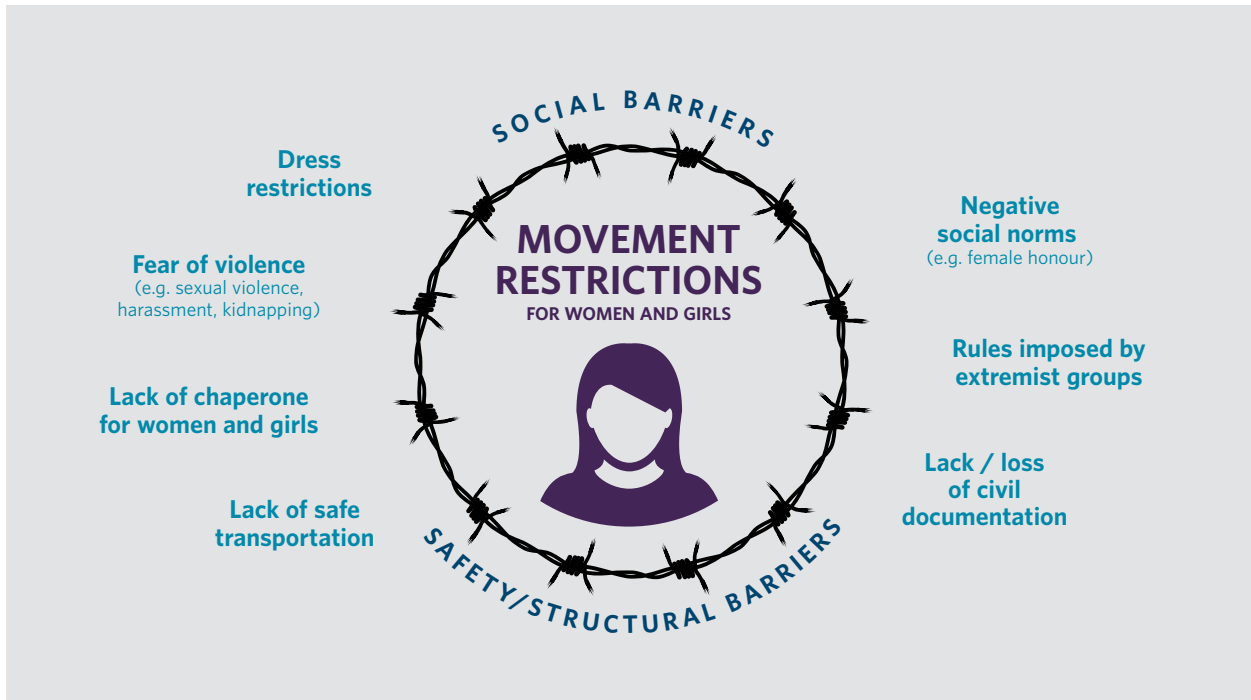 SOCIAL BARRIERS
Dress
restrictions
Fear of violence
(e.g. sexual violence,
harassment, kidnapping)
Lack of chaperone
for women and girls
Lack of safe
transportation
MOVEMENT
RESTRICTIONS
FOR WOMEN AND GIRLS
Negative
social norms
(e.g. female honour)
Rules imposed by
extremist groups
Lack / loss
of civil
documentation
SAFETY/STRUCTURAL BARRIERS